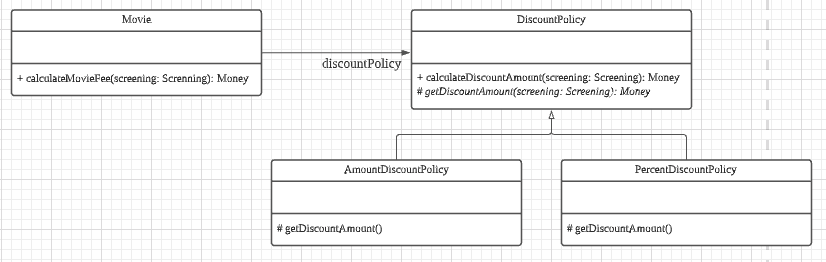 Movie
+ calculateMovieFee(screening: Screnning): Money
discountPolicy
DiscountPolicy
+ calculateDiscountAmount(screening: Screening): Money
# getDiscountAmount(screening: Screening): Money
AmountDiscountPolicy
# getDiscountAmount()
PercentDiscountPolicy
# getDiscountAmount()